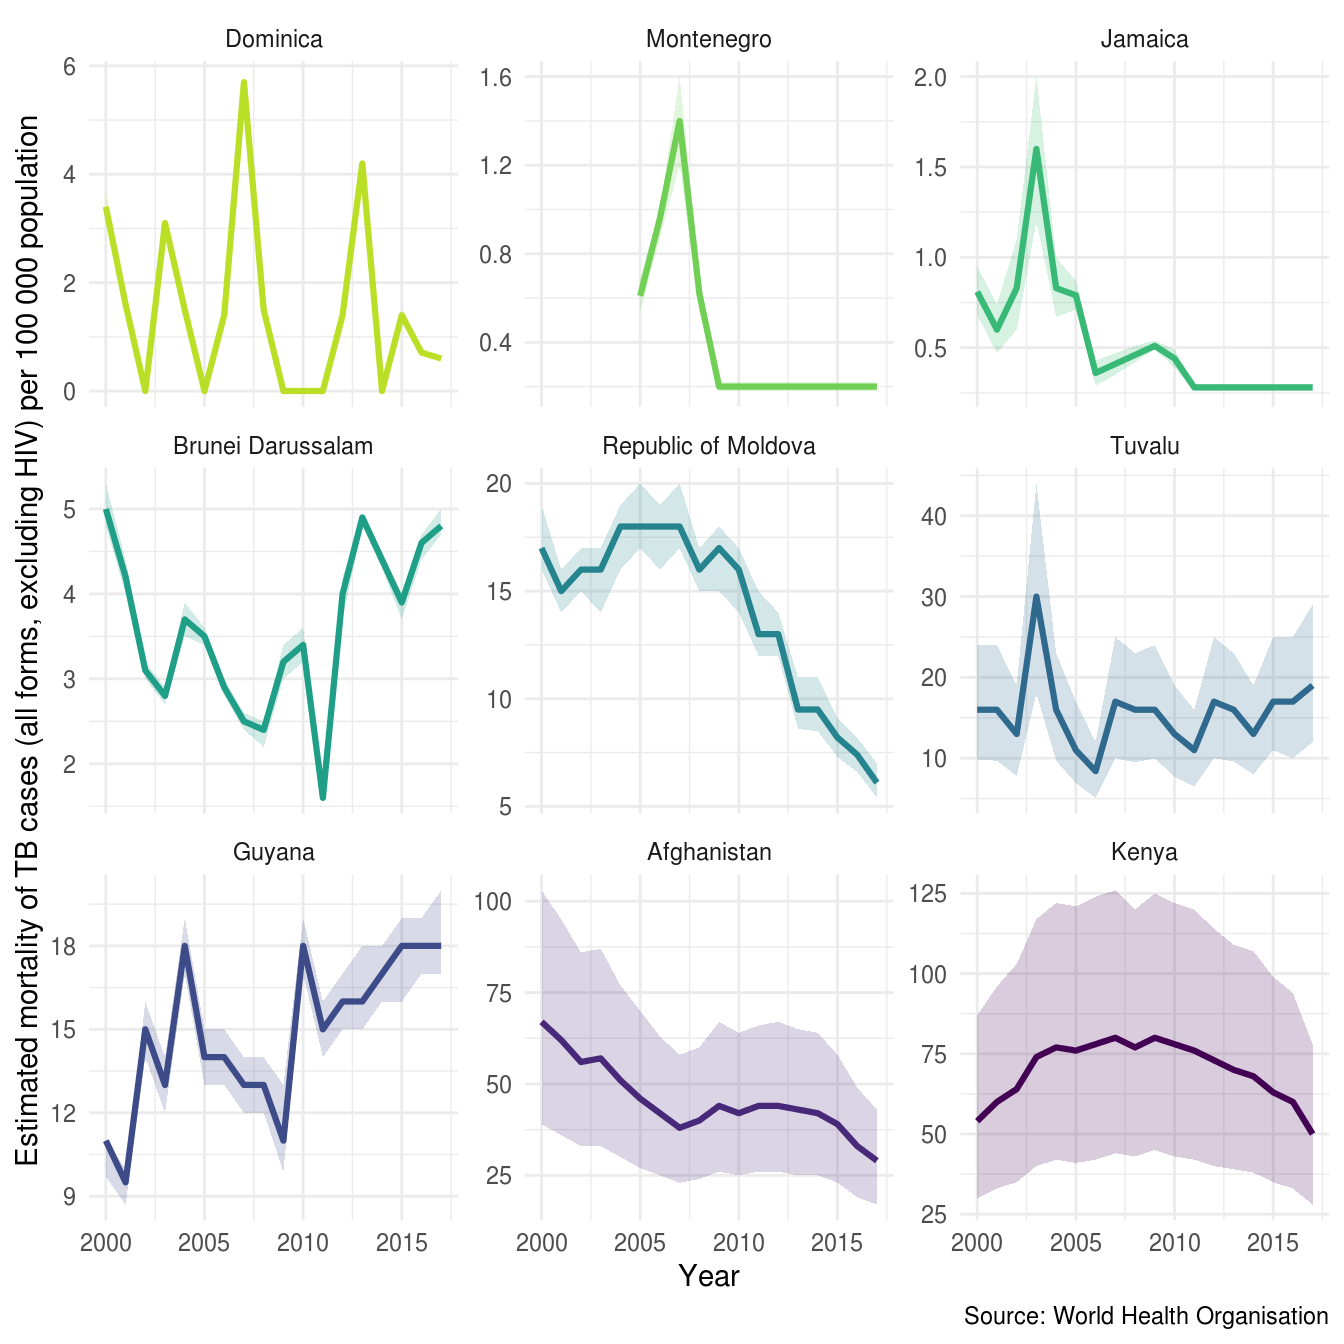 Dominica
Montenegro
Jamaica
6
4
2
0
1.6
1.2
0.8
0.4
2.0
1.5
1.0
0.5
Estimated mortality of TB cases (all forms, excluding HIV) per 100 000 population
Brunei Darussalam
Republic of Moldova
Tuvalu
5
4
3
2
20
15
10
5
40
30
20
10
Guyana
Afghanistan
Kenya
18
15
12
9
100
75
50
25
125
100
75
50
25
2000 2005 2010 2015
2000 2005 2010 2015
2000 2005 2010 2015
Year
Source: World Health Organisation